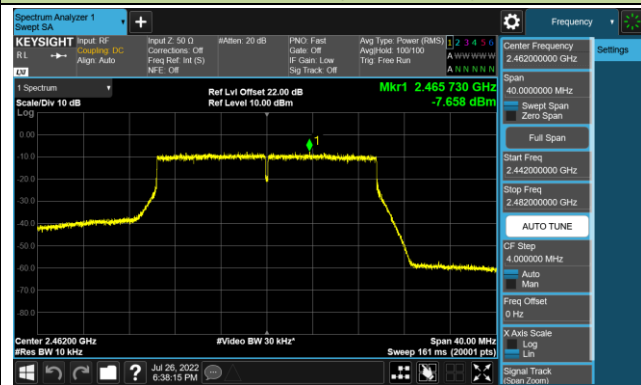 Spectrum Analyzer 1
Swept SA
+
Frequency
KEYSIGHT
RL
LXI
Input: RF
Coupling: DC
Align: Auto
Input Z: 50 Ω
Corrections: Off
Freq Ref: Int (S)
NFE: Off
#Atten: 20 dB
PNO: Fast
Gate: Off
IF Gain: Low
Sig Track: Off
Avg Type: Power (RMS)
Avg|Hold: 100/100
Trig: Free Run
1 2 3 4 5 6
A W W W W W
A N N N N N
Center Frequency
2.462000000 GHz
Settings
Span
40.0000000 MHz
Swept Span
Zero Span
Full Span
Start Freq
2.442000000 GHz
Stop Freq
2.482000000 GHz
AUTO TUNE
CF Step
4.000000 MHz
Auto
Man
Freq Offset
0 Hz
X Axis Scale
Log
Lin
Signal Track
(Span Zoom)
1 Spectrum
Scale/Div 10 dB
Log
Ref Lvl Offset 22.00 dB
Ref Level 10.00 dBm
Mkr1 2.465 730 GHz
-7.658 dBm
1
0.00
-10.0
-20.0
-30.0
-40.0
-50.0
-60.0
-70.0
-80.0
Center 2.46200 GHz
#Res BW 10 kHz
#Video BW 30 kHz*
Span 40.00 MHz
Sweep 161 ms (20001 pts)
?
Jul 26, 2022
6:38:15 PM